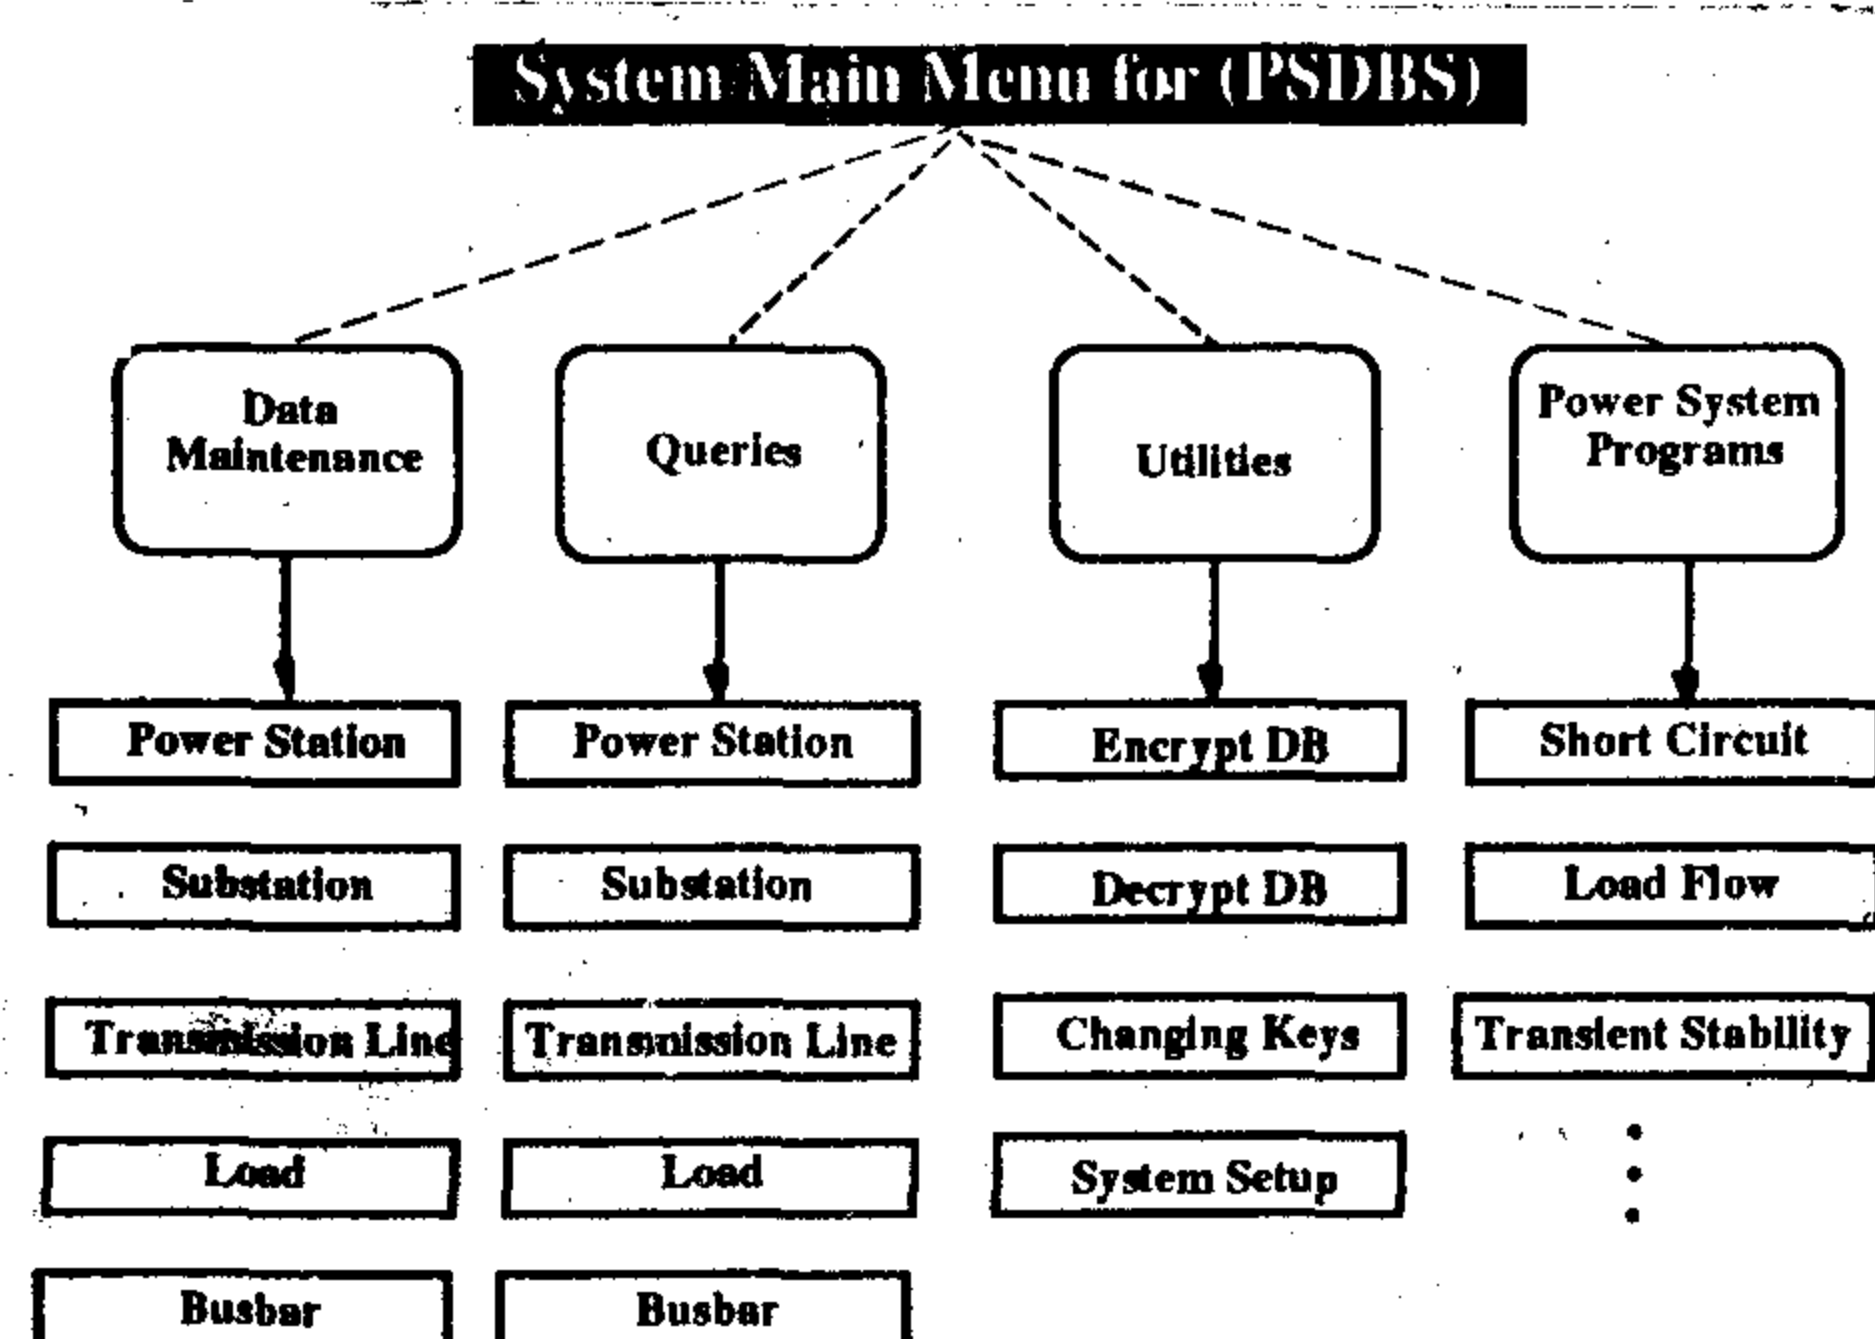 System Main Menu for (PSDBS)
Data
Maintenance
Queries
Utilities
Power System
Programs
Power Station
Power Station
Encrypt DB
Short Circuit
Substation
Substation
Decrypt DB
Load Flow
Transmission Line
Transmission Line
Changing Keys
Transient Stability
Load
Load
System Setup
Busbar
Busbar